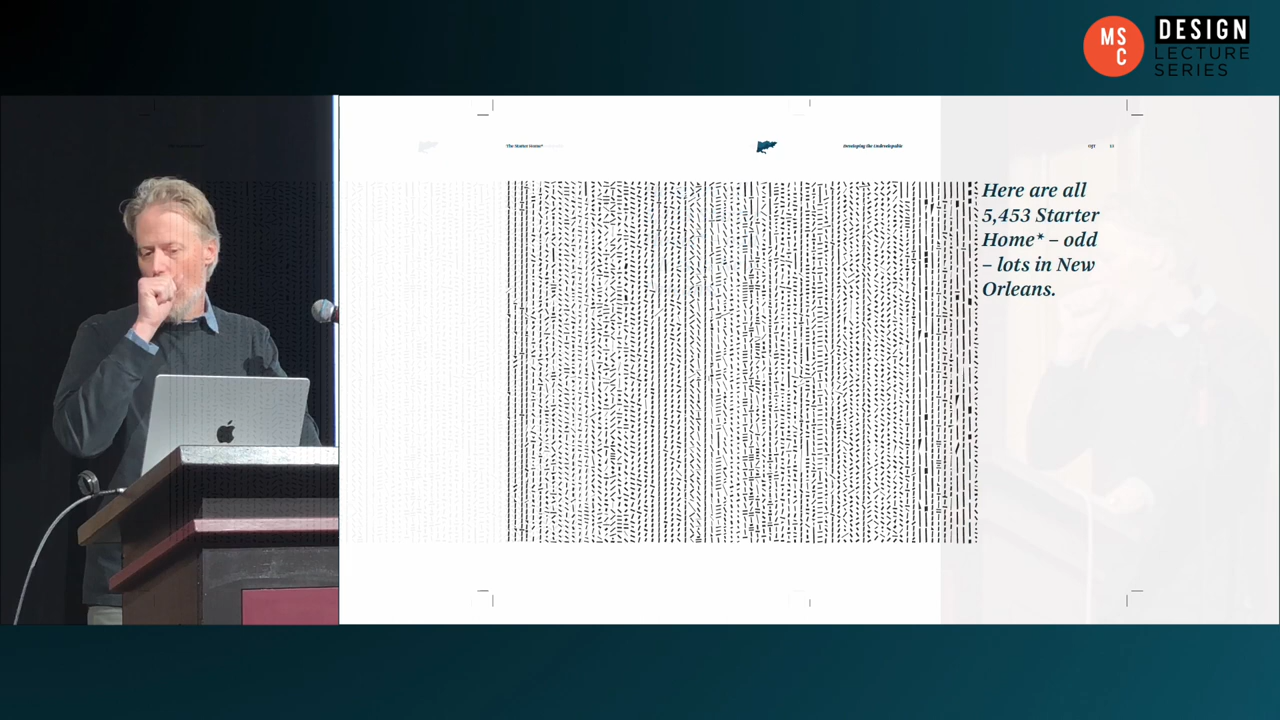 MS
C
DESIGN
LECTURE
SERIES
The Starter Home*
Developing the Undevelopable
Here are all
5,453 Starter
Home* – odd
– lots in New
Orleans.